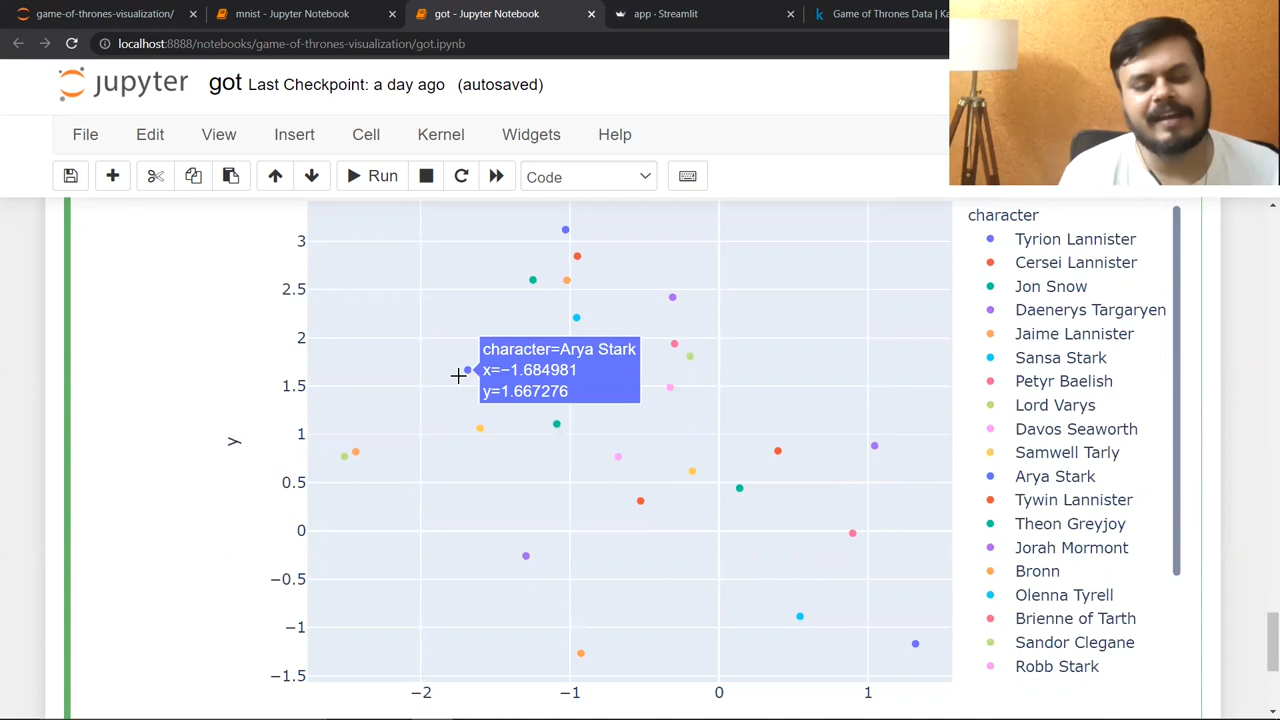 game-of-thrones-visualization/
mnist - Jupyter Notebook
got - Jupyter Notebook
app · Streamlit
Game of Thrones Data | Ka
localhost:8888/notebooks/game-of-thrones-visualization/got.ipynb
jupyter got Last Checkpoint: a day ago (autosaved)
File Edit View Insert Cell Kernel Widgets Help
Run
Code
3
2.5
2
1.5
1
0.5
0
−0.5
−1
−1.5
y
−2 −1 0 1
character=Arya Stark
x=−1.684981
y=1.667276
character
Tyrion Lannister
Cersei Lannister
Jon Snow
Daenerys Targaryen
Jaime Lannister
Sansa Stark
Petyr Baelish
Lord Varys
Davos Seaworth
Samwell Tarly
Arya Stark
Tywin Lannister
Theon Greyjoy
Jorah Mormont
Bronn
Olenna Tyrell
Brienne of Tarth
Sandor Clegane
Robb Stark